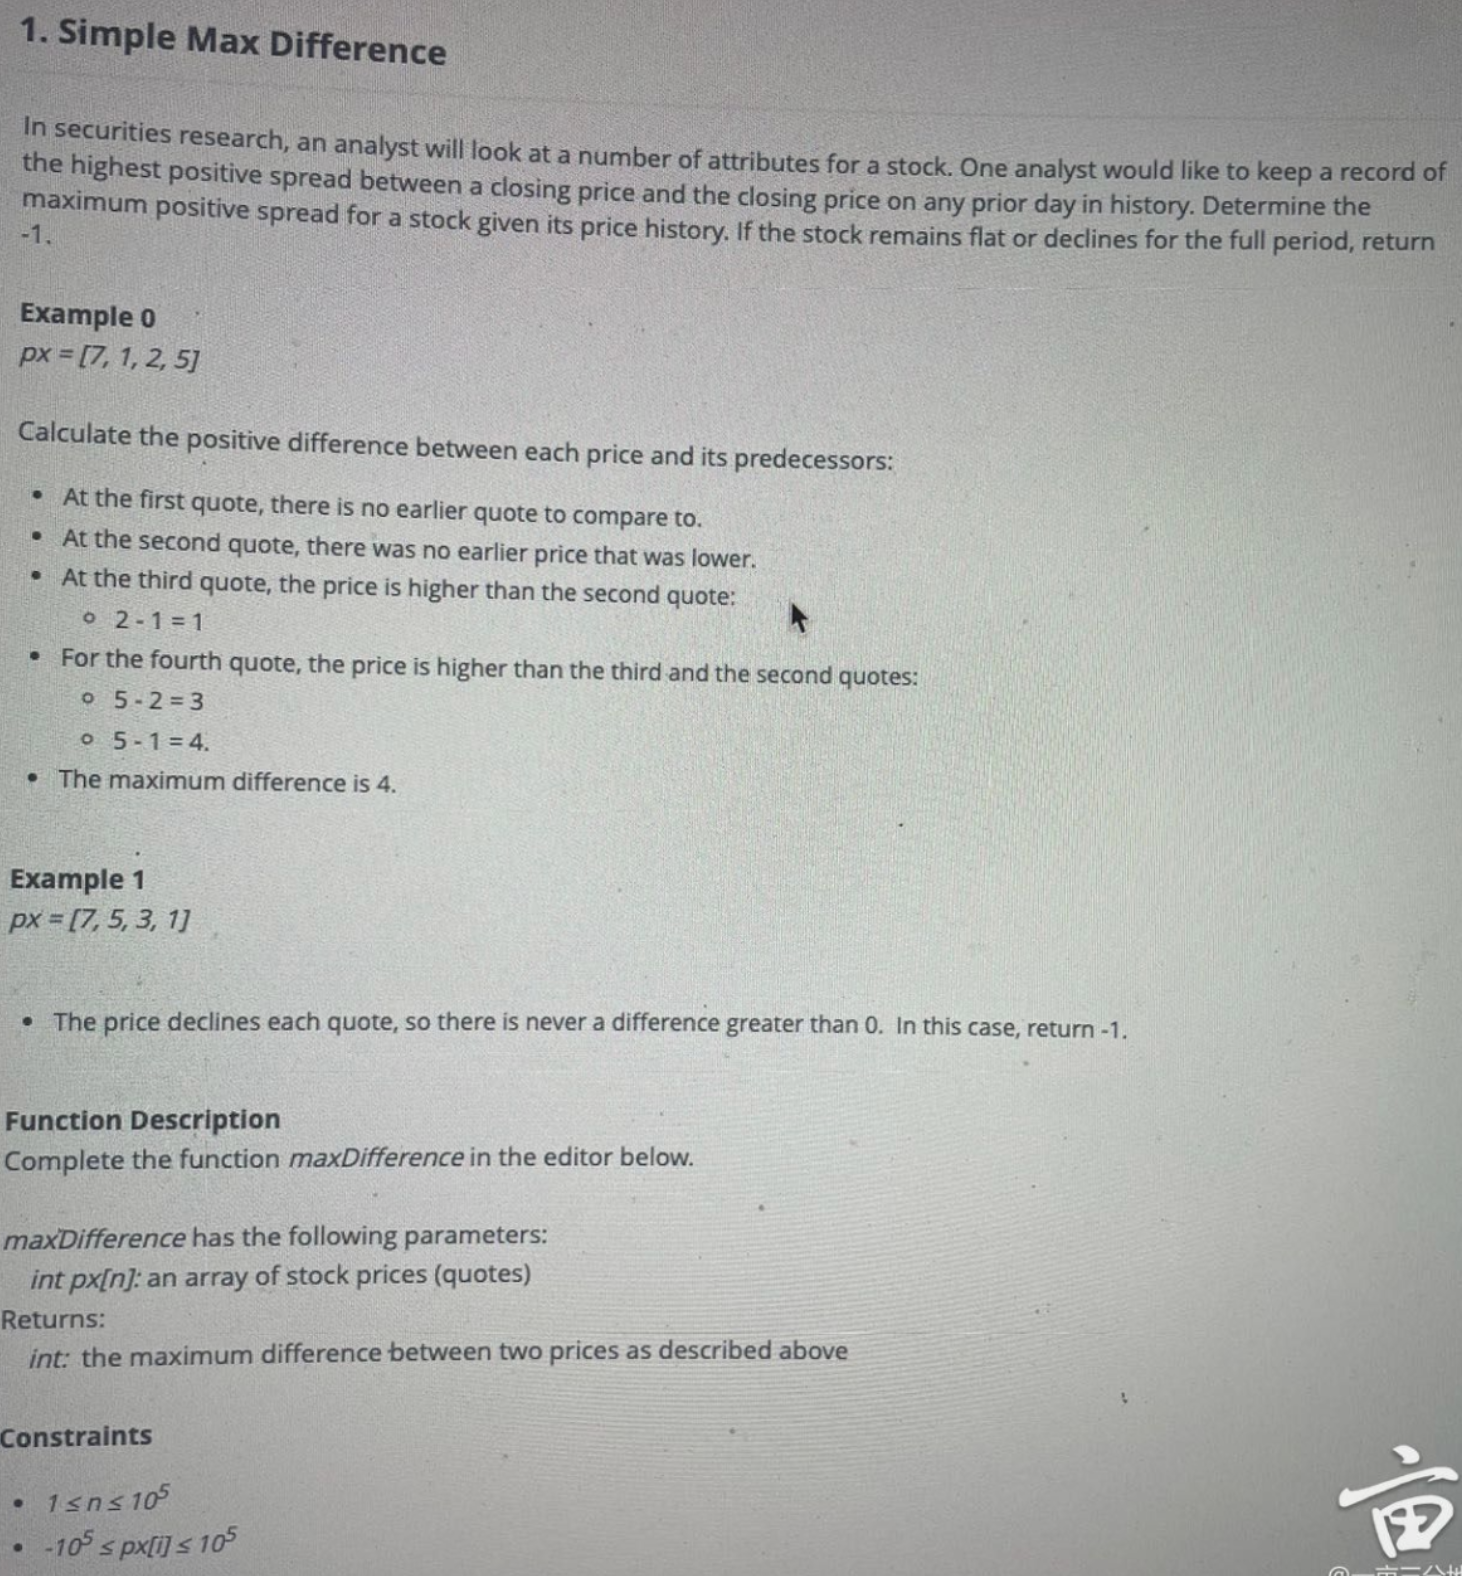 1. Simple Max Difference
In securities research, an analyst will look at a number of attributes for a stock. One analyst would like to keep a record of
the highest positive spread between a closing price and the closing price on any prior day in history. Determine the
maximum positive spread for a stock given its price history. If the stock remains flat or declines for the full period, return
-1.
Example 0
px = [7, 1, 2, 5]
Calculate the positive difference between each price and its predecessors:
• At the first quote, there is no earlier quote to compare to.
• At the second quote, there was no earlier price that was lower.
• At the third quote, the price is higher than the second quote:
○ 2 - 1 = 1
• For the fourth quote, the price is higher than the third and the second quotes:
○ 5 - 2 = 3
○ 5 - 1 = 4.
• The maximum difference is 4.
Example 1
px = [7, 5, 3, 1]
• The price declines each quote, so there is never a difference greater than 0. In this case, return -1.
Function Description
Complete the function maxDifference in the editor below.
maxDifference has the following parameters:
int px[n]: an array of stock prices (quotes)
Returns:
int: the maximum difference between two prices as described above
Constraints
• 1 ≤ n ≤ 10⁵
• -10⁵ ≤ px[i] ≤ 10⁵